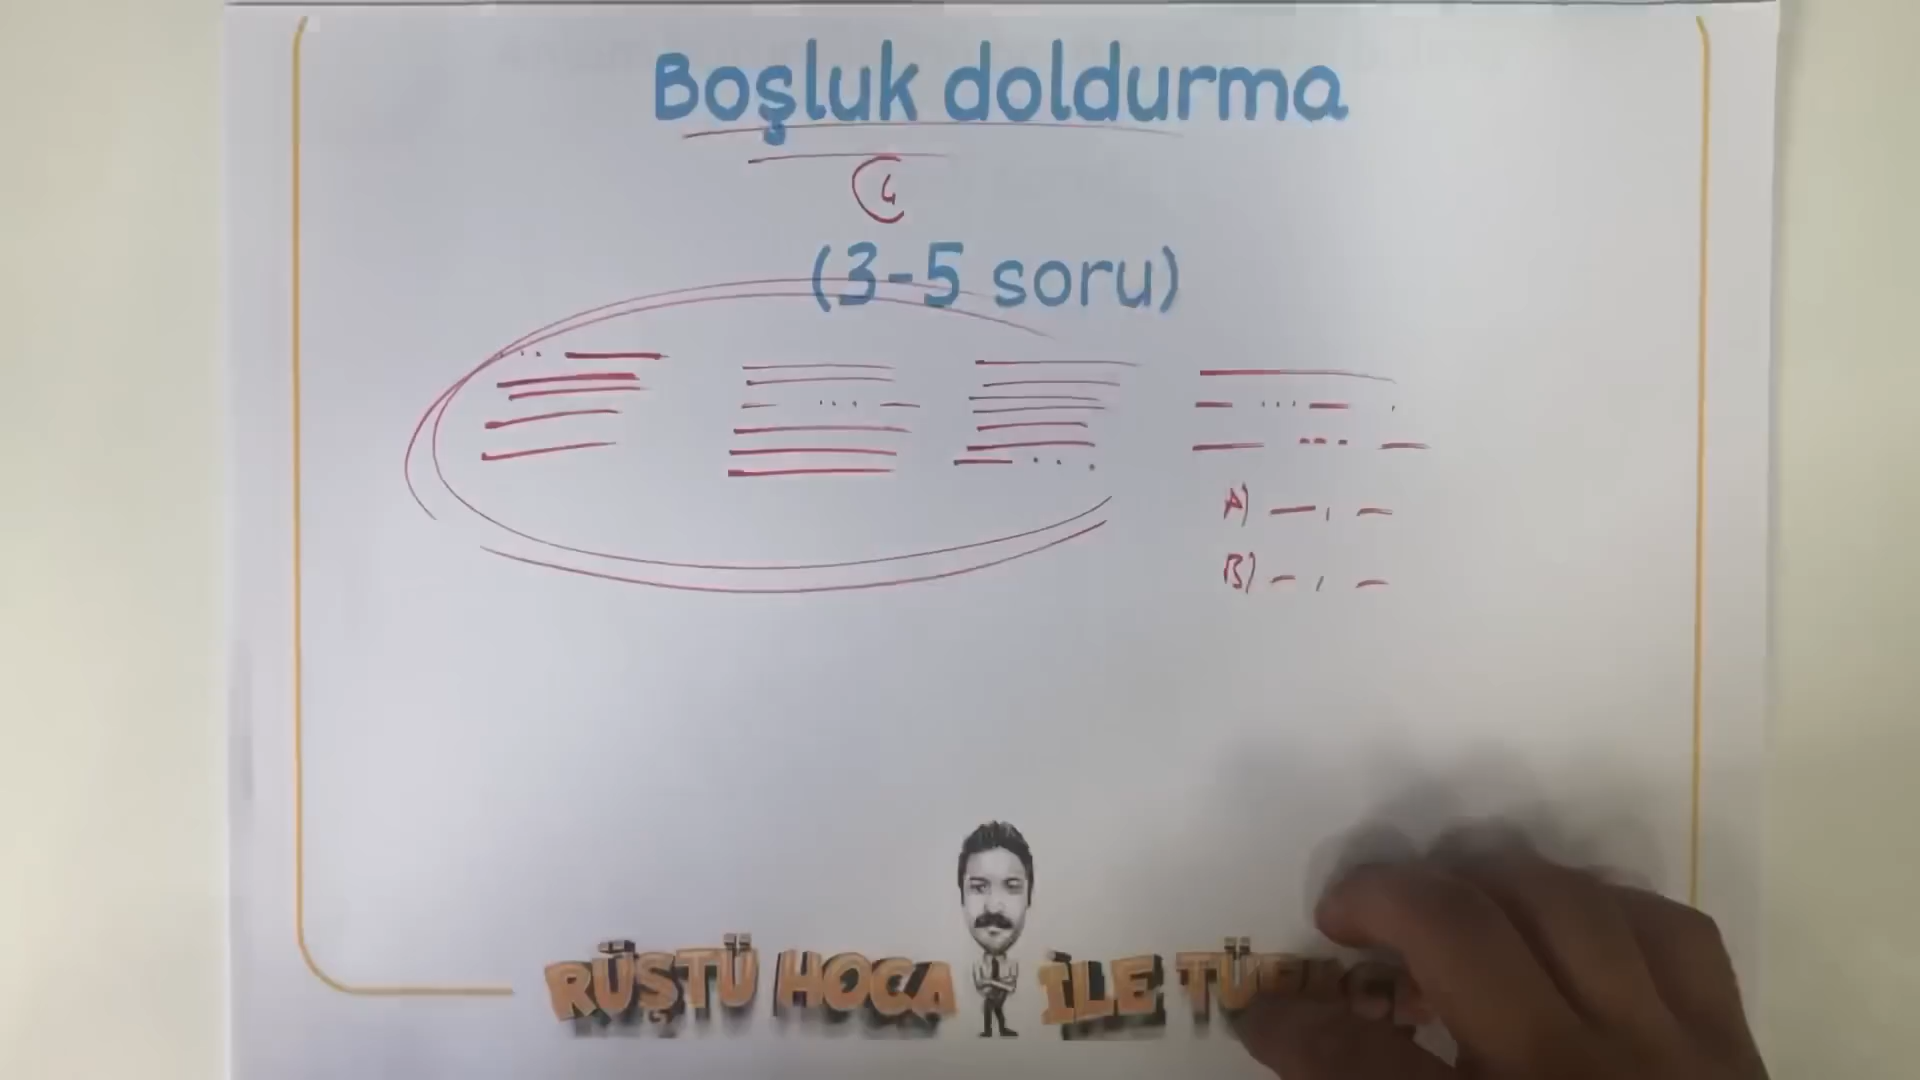 Boşluk doldurma
4
(3-5 soru)
A)
B)
RÜŞTÜ HOCA İLE